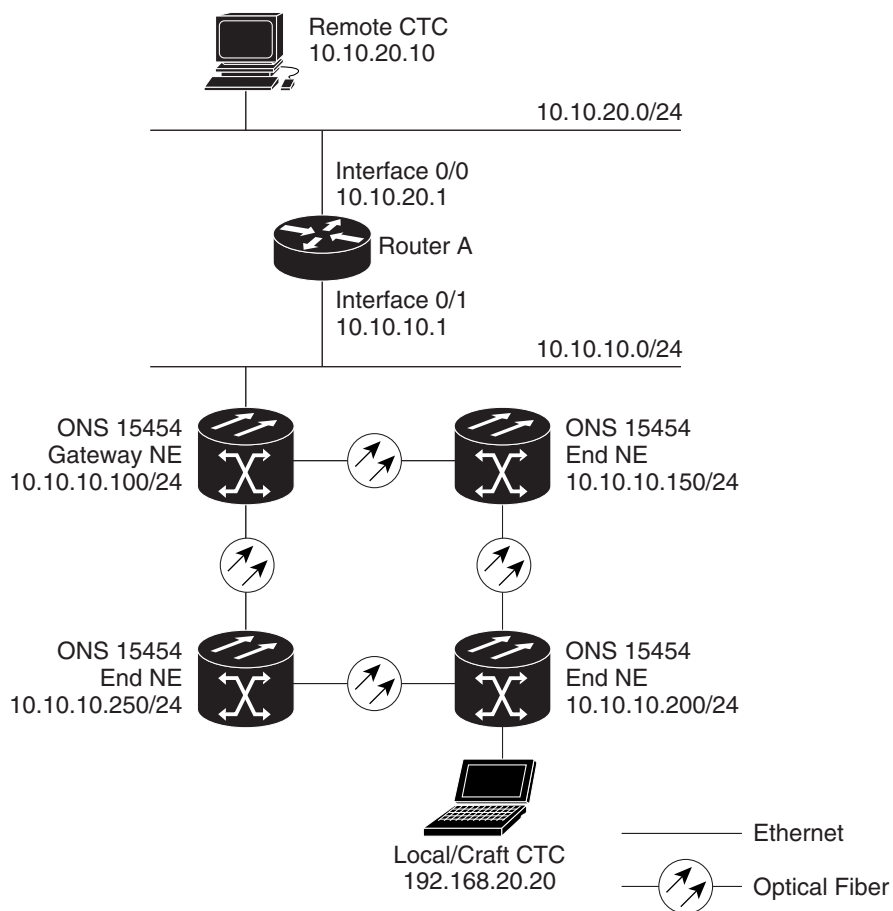 Remote CTC
10.10.20.10
10.10.20.0/24
Interface 0/0
10.10.20.1
Router A
Interface 0/1
10.10.10.1
10.10.10.0/24
ONS 15454
Gateway NE
10.10.10.100/24
ONS 15454
End NE
10.10.10.150/24
ONS 15454
End NE
10.10.10.250/24
ONS 15454
End NE
10.10.10.200/24
Local/Craft CTC
192.168.20.20
Ethernet
Optical Fiber